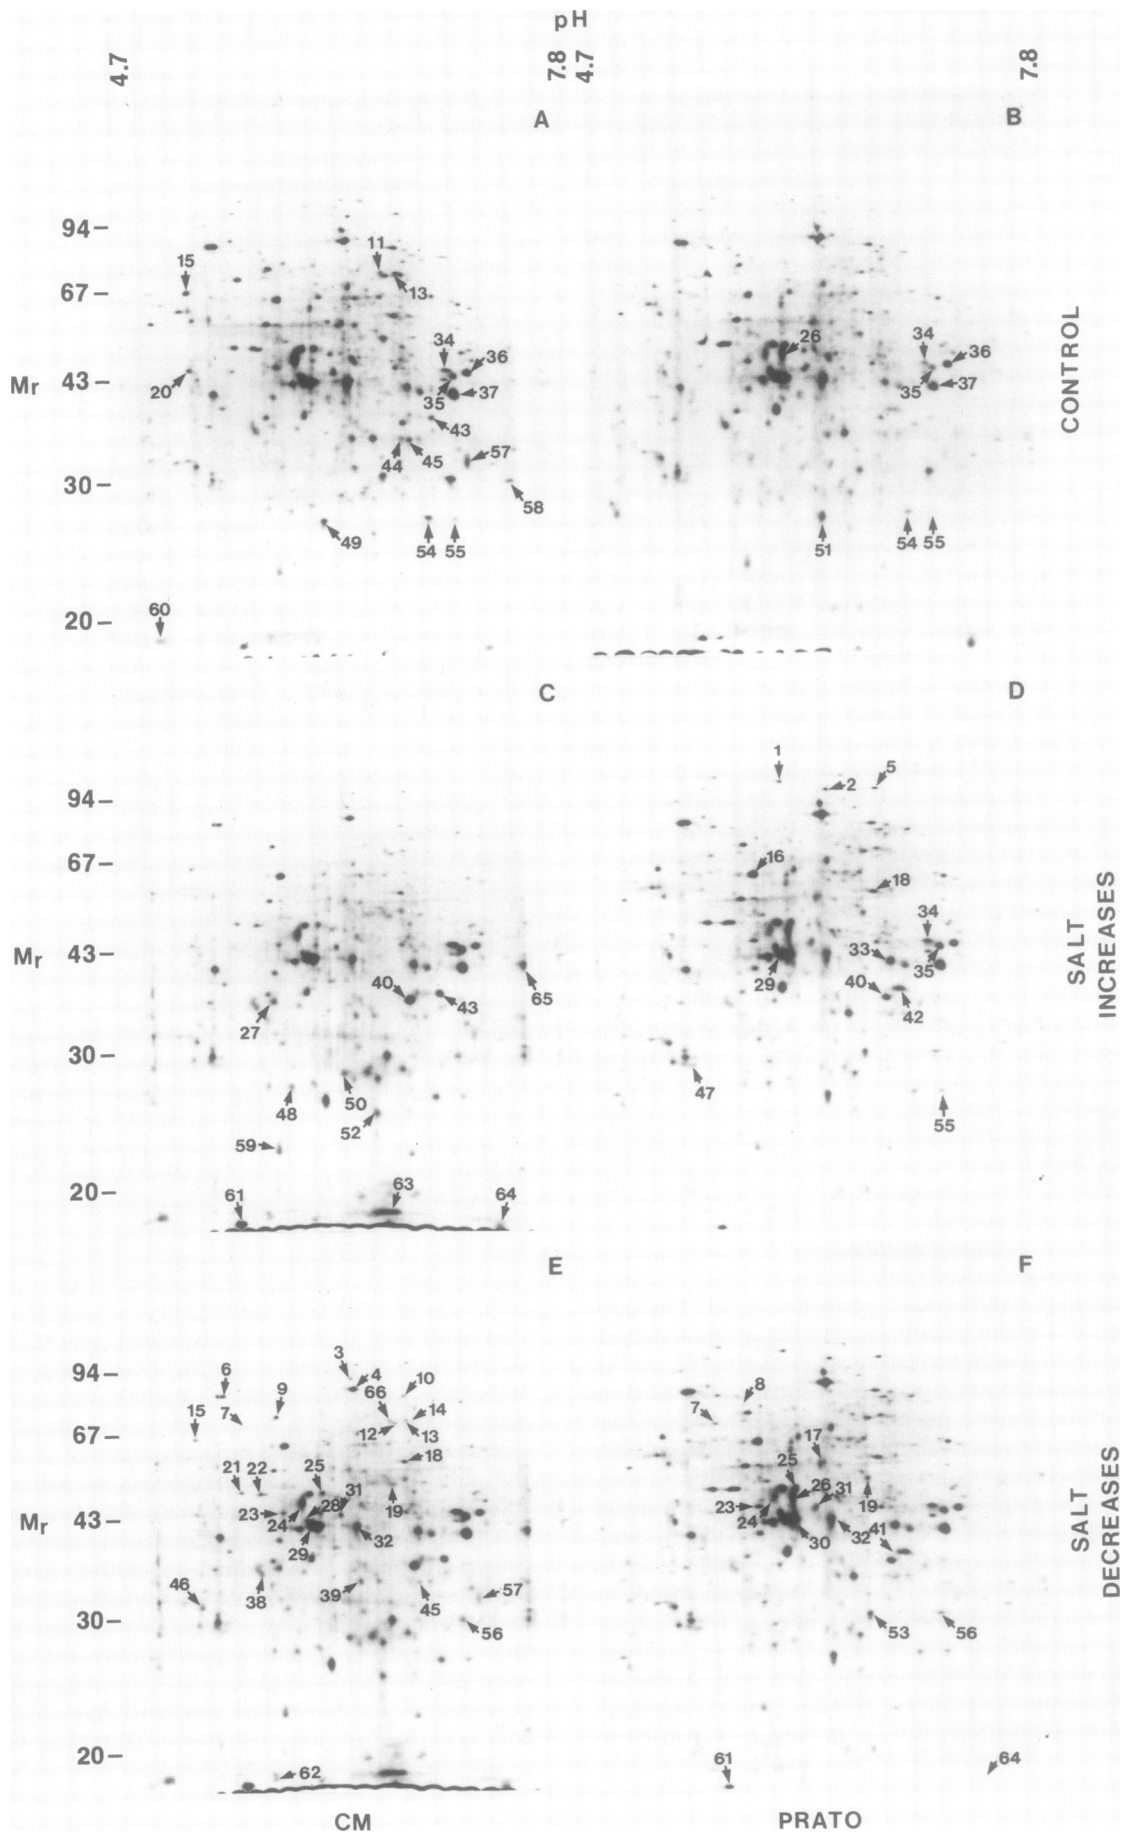 pH
4.7 7.8 4.7 7.8
A B
94
11
15
13
67
26
34 36 34 36
Mr 43
20 35 37 35 37
CONTROL
43
44 45 57
30
58
49 54 55 51 54 55
60
20
C D
1
2 5
94
67
16
18
34
Mr 43
33
35
29
40 43 65 40
42
27
SALT
INCREASES
30
48 50 47
52 55
59
20
61 63 64
E F
3
94
6 4 10
9 66 8
15 7 14 7
12 13
67
18 17
21 22 25 25
31 26 31
23 28 19 23 19
24 24
Mr 43
29 32 30 32 41
SALT
DECREASES
46 38 39 45 57
30
56 53 56
20
62 61 64
CM PRATO